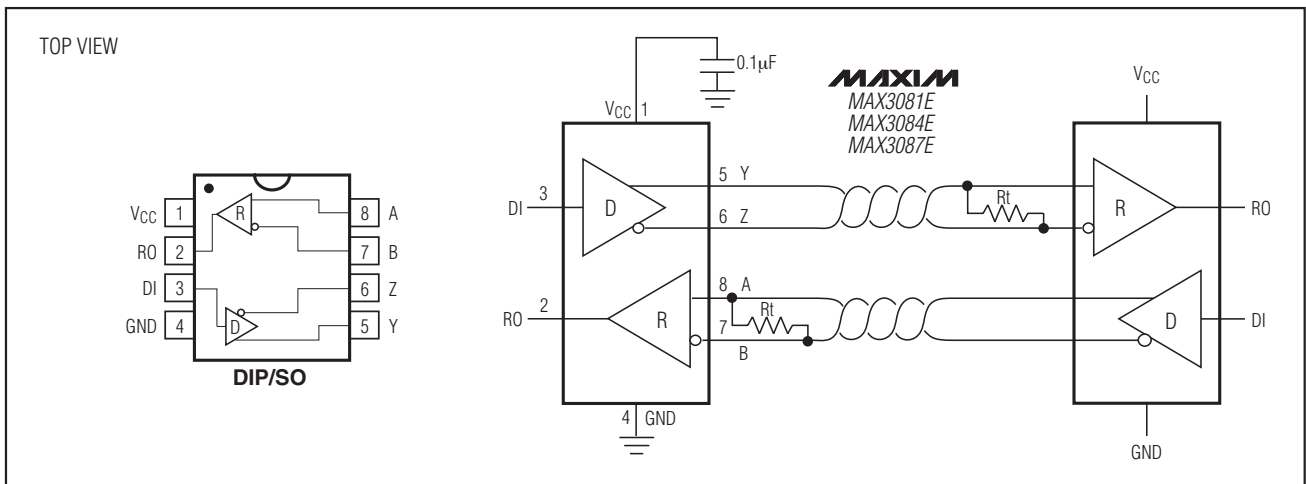 TOP VIEW
VCC 1
RO 2
DI 3
GND 4
R
D
8 A
7 B
6 Z
5 Y
DIP/SO
0.1μF
VCC 1
MAXIM
MAX3081E
MAX3084E
MAX3087E
VCC
DI 3
D
5 Y
6 Z
Rt
R
RO
RO 2
R
8 A
7
B
Rt
D
DI
4 GND
GND